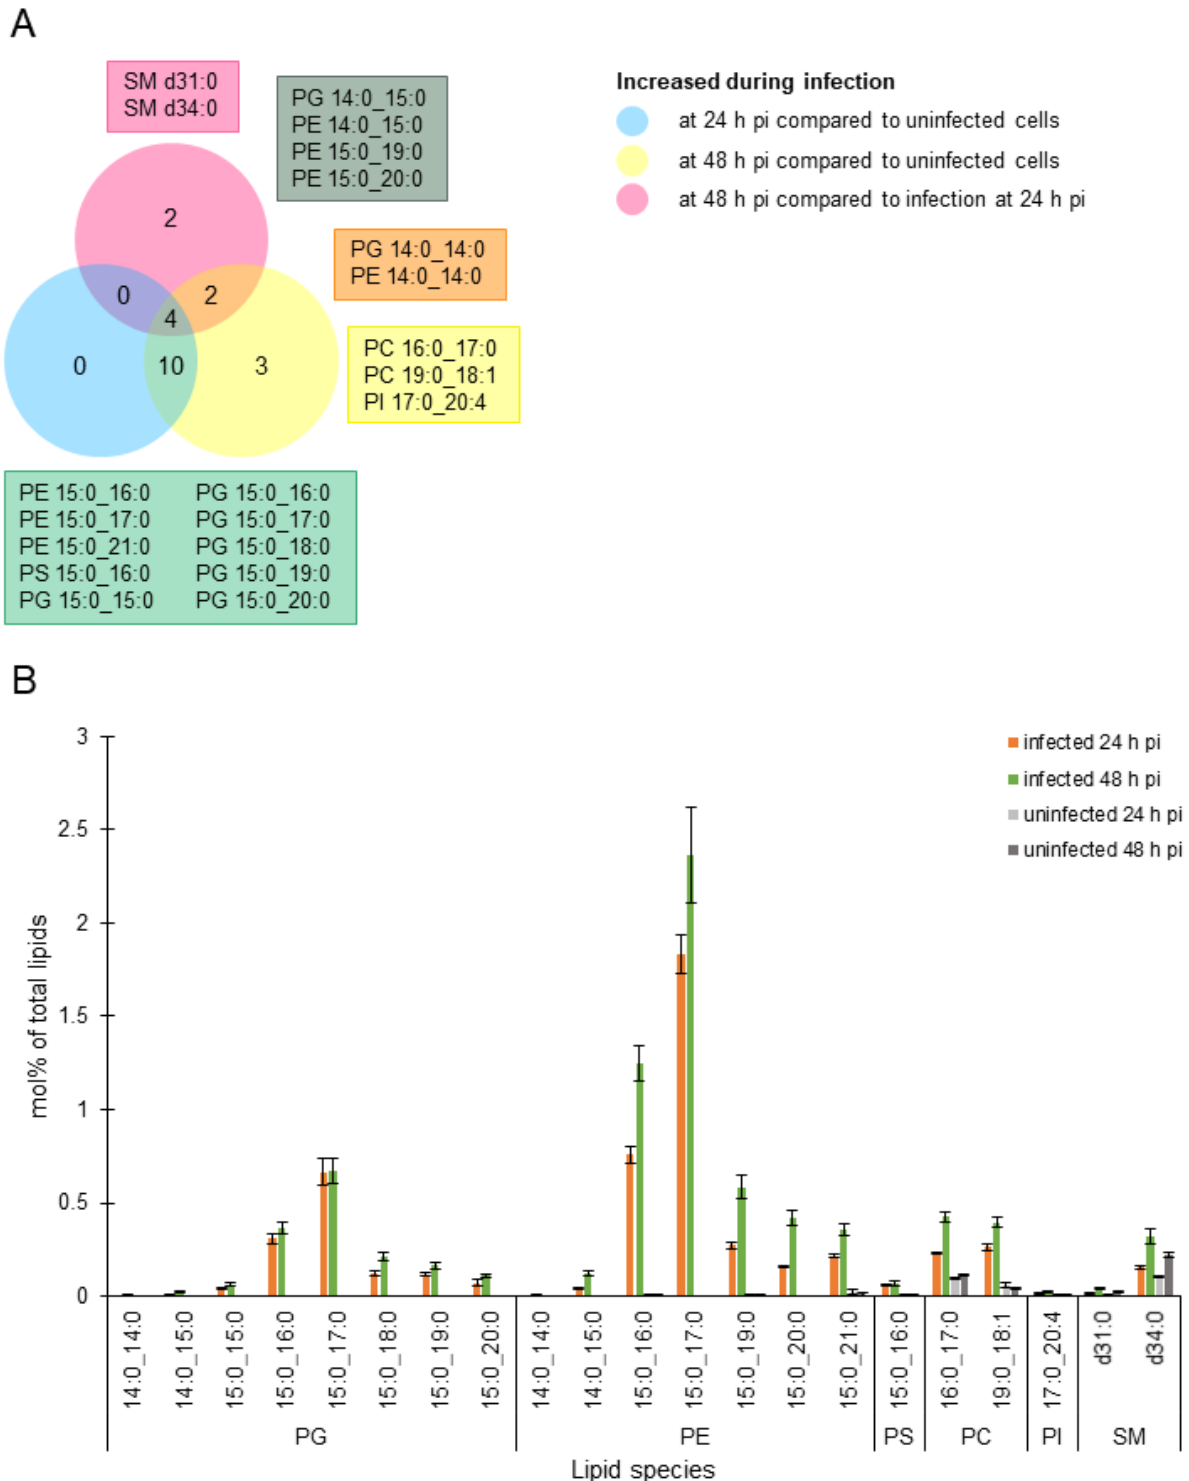 A
SM d31:0
SM d34:0
PG 14:0_15:0
PE 14:0_15:0
PE 15:0_19:0
PE 15:0_20:0
PG 14:0_14:0
PE 14:0_14:0
PC 16:0_17:0
PC 19:0_18:1
PI 17:0_20:4
2
0
2
4
0
10
3
PE 15:0_16:0 PG 15:0_16:0
PE 15:0_17:0 PG 15:0_17:0
PE 15:0_21:0 PG 15:0_18:0
PS 15:0_16:0 PG 15:0_19:0
PG 15:0_15:0 PG 15:0_20:0
Increased during infection
at 24 h pi compared to uninfected cells
at 48 h pi compared to uninfected cells
at 48 h pi compared to infection at 24 h pi
B
mol% of total lipids
3
2.5
2
1.5
1
0.5
0
infected 24 h pi
infected 48 h pi
uninfected 24 h pi
uninfected 48 h pi
14:0_14:0
14:0_15:0
15:0_15:0
15:0_16:0
15:0_17:0
15:0_18:0
15:0_19:0
15:0_20:0
14:0_14:0
14:0_15:0
15:0_16:0
15:0_17:0
15:0_19:0
15:0_20:0
15:0_21:0
15:0_16:0
16:0_17:0
19:0_18:1
17:0_20:4
d31:0
d34:0
PG PE PS PC PI SM
Lipid species